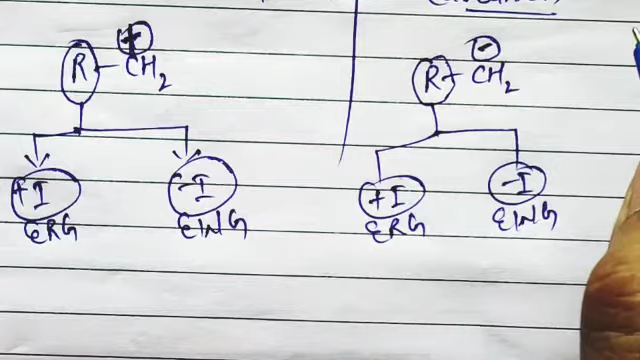 R-CH2 +
+I -I
ERG EWG
R-CH2 -
+I -I
ERG EWG